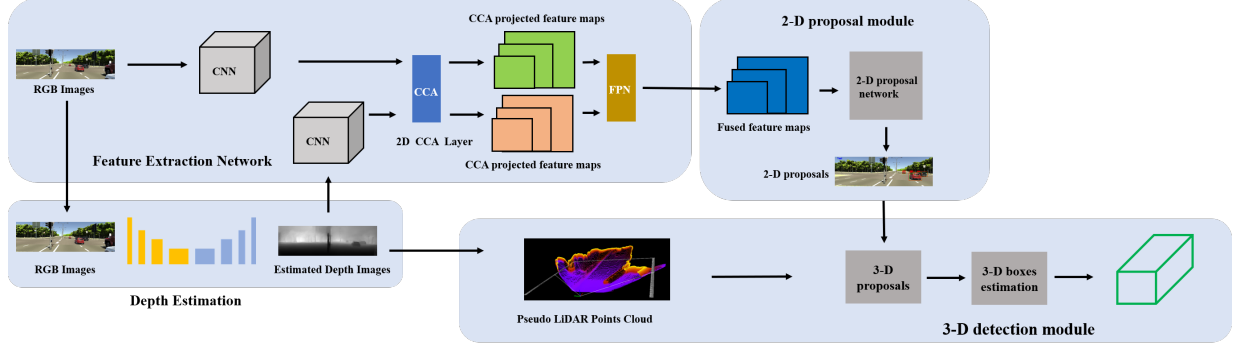 CCA projected feature maps
2-D proposal module
RGB Images
CNN
CCA
FPN
2-D proposal
network
CNN
2D CCA Layer
Fused feature maps
Feature Extraction Network
CCA projected feature maps
2-D proposals
RGB Images
Estimated Depth Images
3-D
proposals
3-D boxes
estimation
Depth Estimation
Pseudo LiDAR Points Cloud
3-D detection module